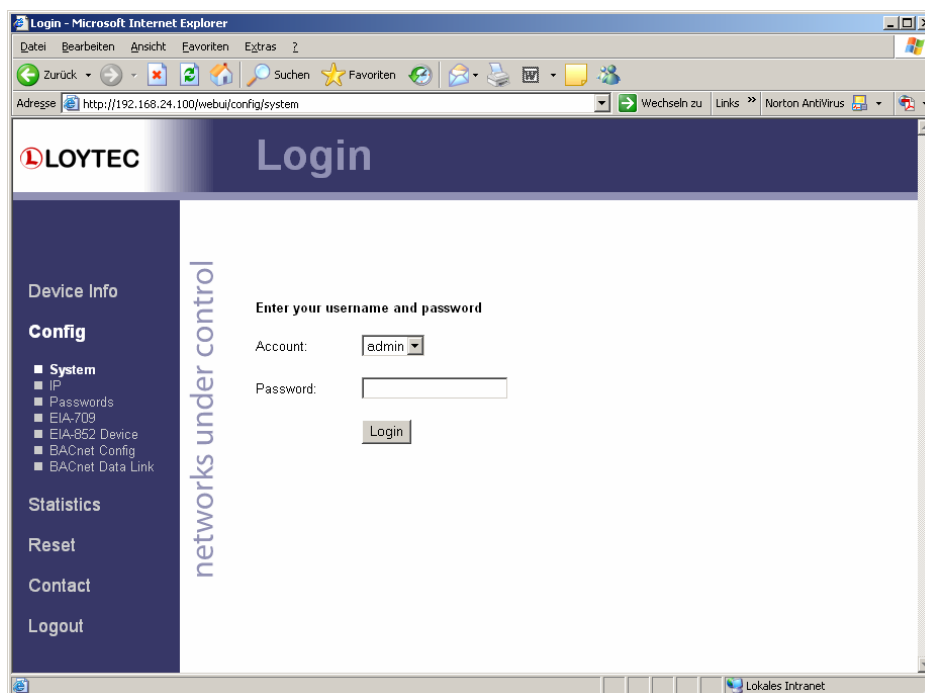 Login - Microsoft Internet Explorer
Datei Bearbeiten Ansicht Favoriten Extras ?
Zurück Suchen Favoriten W
Adresse http://192.168.24.100/webui/config/system Wechseln zu Links » Norton AntiVirus
L LOYTEC
Login
Device Info
Config
System
IP
Passwords
EIA-709
EIA-852 Device
BACnet Config
BACnet Data Link
Statistics
Reset
Contact
Logout
networks under control
Enter your username and password
Account: admin
Password:
Login
Lokales Intranet